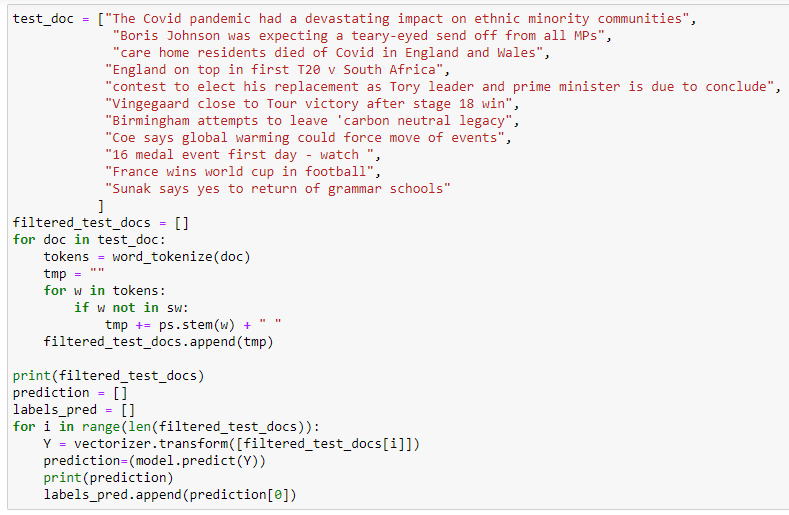 test_doc = ["The Covid pandemic had a devastating impact on ethnic minority communities",
"Boris Johnson was expecting a teary-eyed send off from all MPs",
"care home residents died of Covid in England and Wales",
"England on top in first T20 v South Africa",
"contest to elect his replacement as Tory leader and prime minister is due to conclude",
"Vingegaard close to Tour victory after stage 18 win",
"Birmingham attempts to leave 'carbon neutral legacy",
"Coe says global warming could force move of events",
"16 medal event first day - watch ",
"France wins world cup in football",
"Sunak says yes to return of grammar schools"
]
filtered_test_docs = []
for doc in test_doc:
    tokens = word_tokenize(doc)
    tmp = ""
    for w in tokens:
        if w not in sw:
            tmp += ps.stem(w) + " "
    filtered_test_docs.append(tmp)

print(filtered_test_docs)
prediction = []
labels_pred = []
for i in range(len(filtered_test_docs)):
    Y = vectorizer.transform([filtered_test_docs[i]])
    prediction=(model.predict(Y))
    print(prediction)
    labels_pred.append(prediction[0])